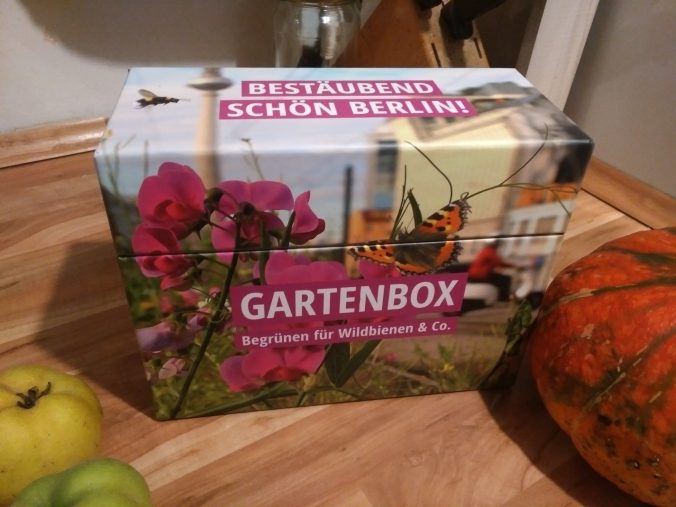 BESTÄUBEND
SCHÖN BERLIN!
GARTENBOX
Begrünen für Wildbienen & Co.